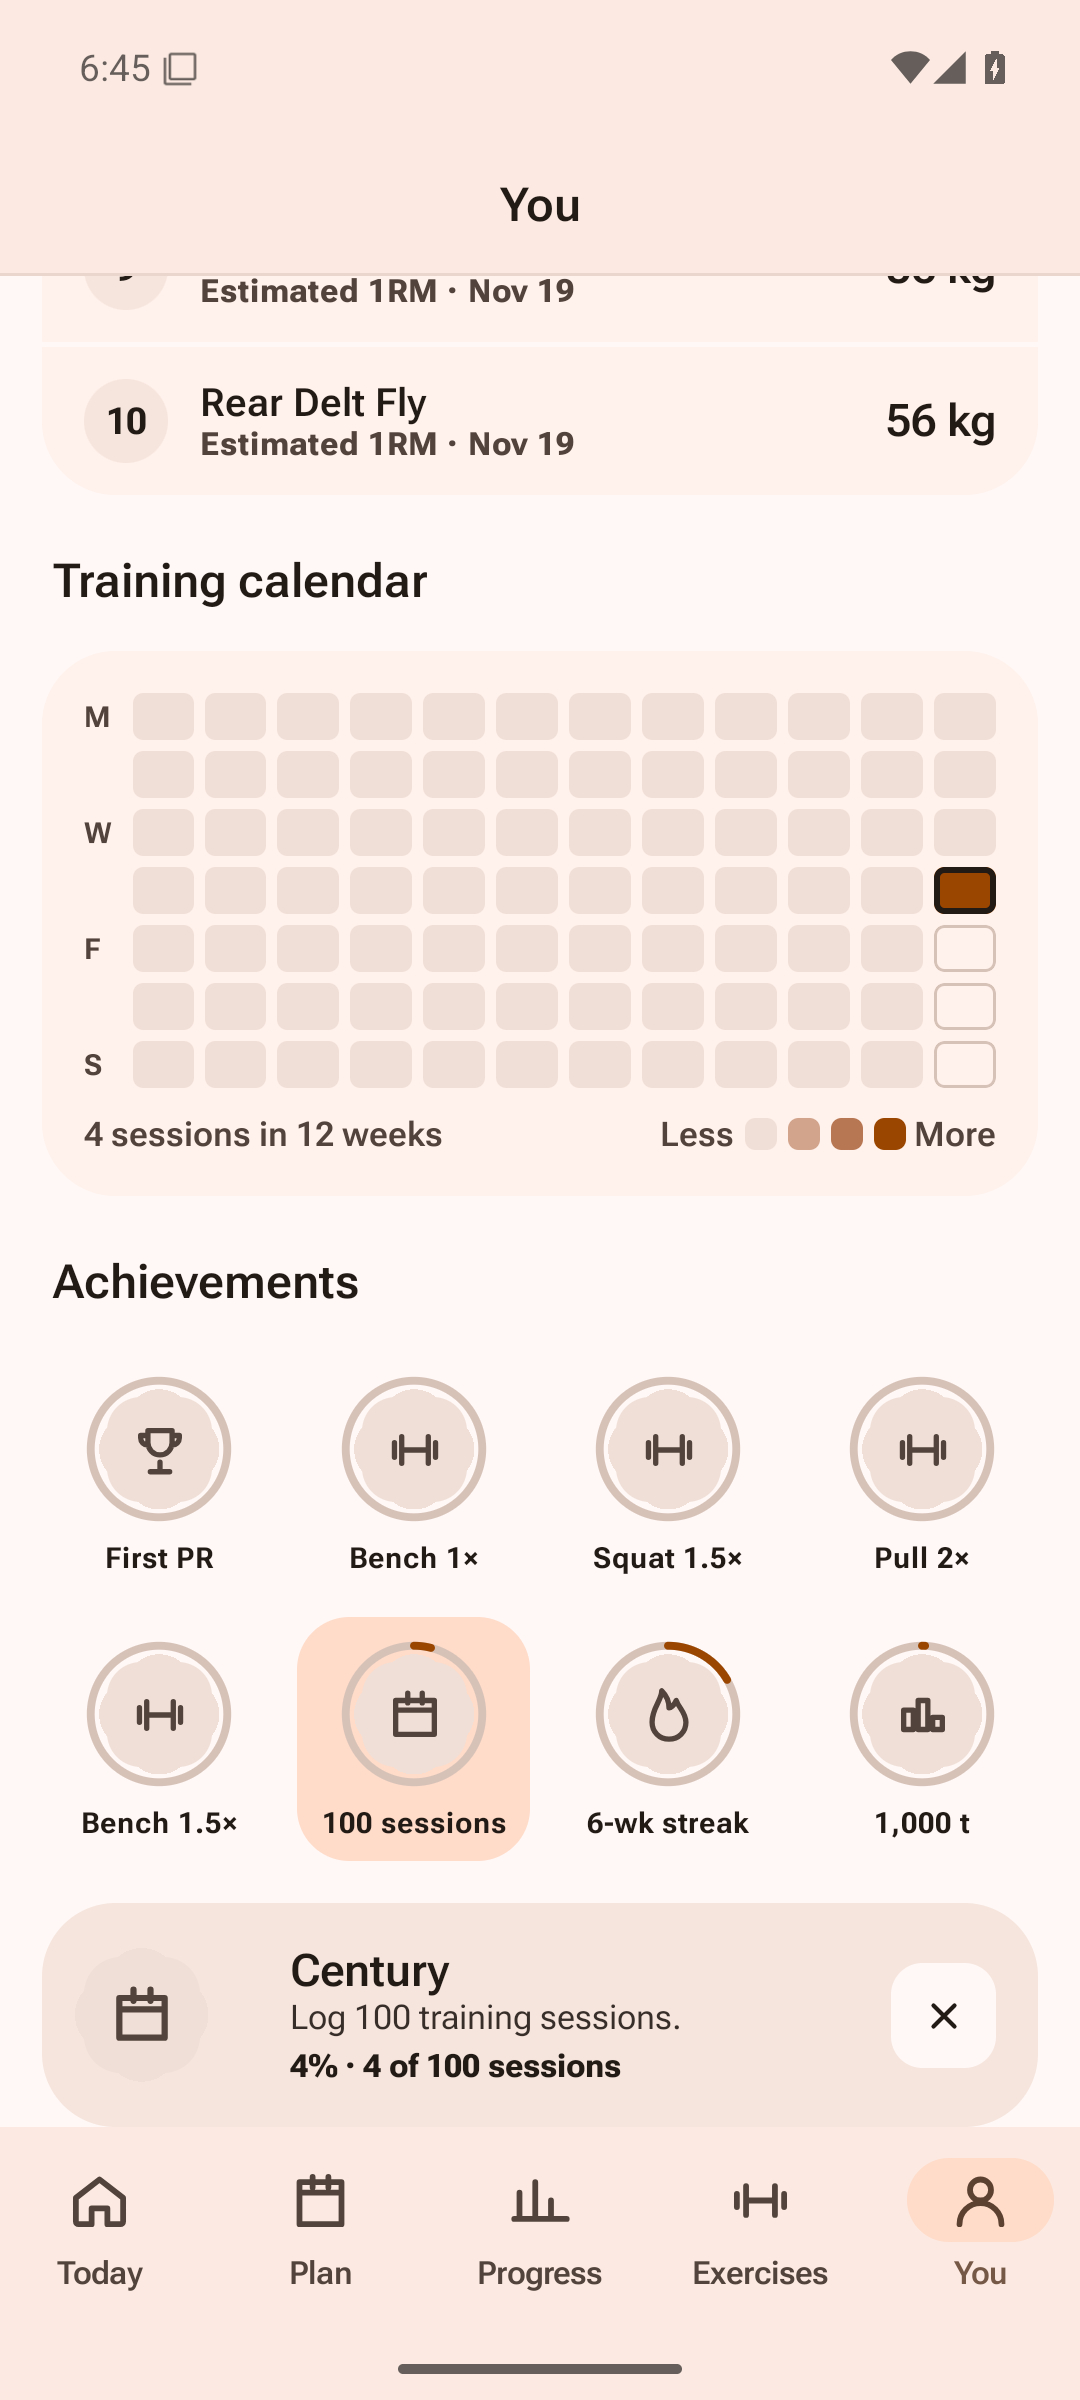 6:45
You
Estimated 1RM · Nov 19
10
Rear Delt Fly
Estimated 1RM · Nov 19
56 kg
Training calendar
M
W
F
S
4 sessions in 12 weeks
Less
More
Achievements
First PR
Bench 1×
Squat 1.5×
Pull 2×
Bench 1.5×
100 sessions
6-wk streak
1,000 t
Century
Log 100 training sessions.
4% · 4 of 100 sessions
Today
Plan
Progress
Exercises
You